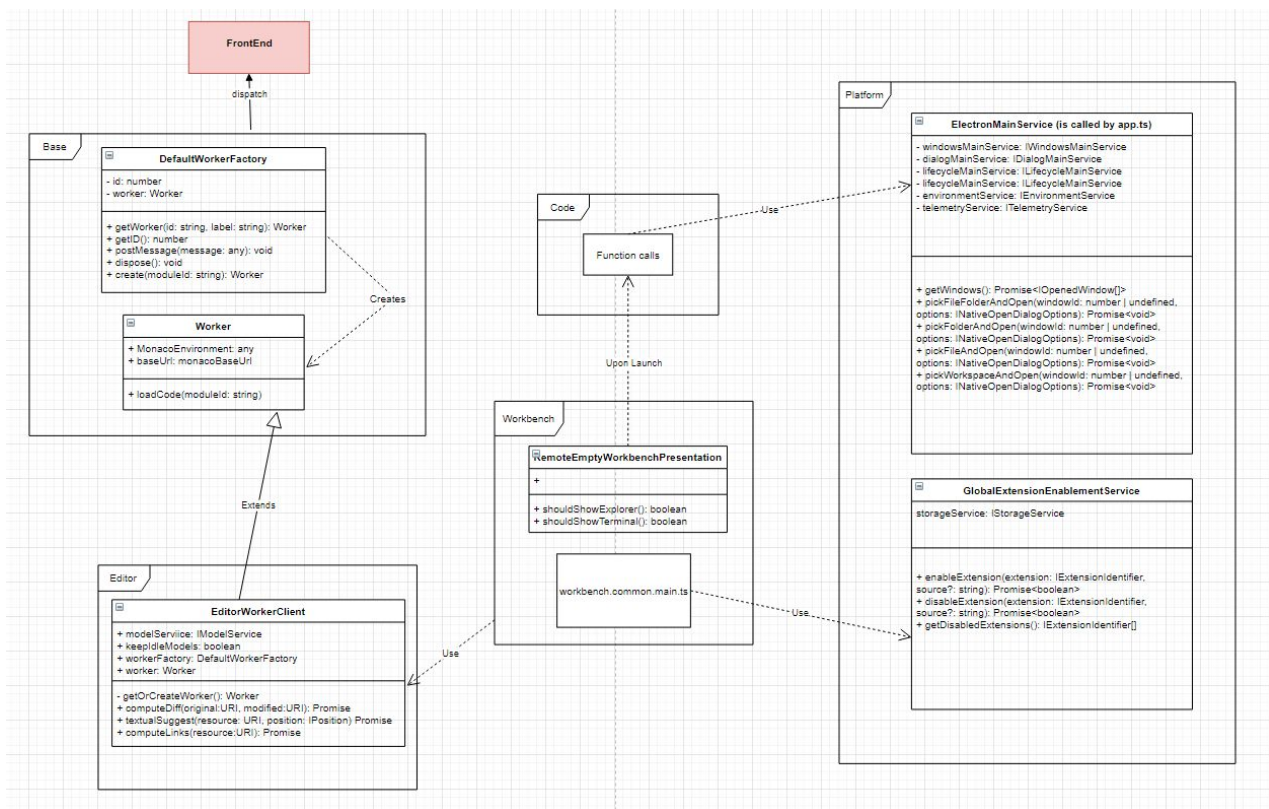 FrontEnd
dispatch
Base
DefaultWorkerFactory
- id: number
- worker: Worker
+ getWorker(id: string, label: string): Worker
+ getID(): number
+ postMessage(message: any): void
+ dispose(): void
+ create(moduleId: string): Worker
Creates
Worker
+ MonacoEnvironment: any
+ baseUrl: monacoBaseUrl
+ loadCode(moduleId: string)
Extends
Editor
EditorWorkerClient
+ modelServiice: IModelService
+ keepIdleModels: boolean
+ workerFactory: DefaultWorkerFactory
+ worker: Worker
- getOrCreateWorker(): Worker
+ computeDiff(original:URI, modified:URI): Promise
+ textualSuggest(resource: URI, position: IPosition) Promise
+ computeLinks(resource:URI): Promise
Use
Code
Function calls
Use
Upon Launch
Workbench
RemoteEmptyWorkbenchPresentation
+
+ shouldShowExplorer(): boolean
+ shouldShowTerminal(): boolean
workbench.common.main.ts
Use
Platform
ElectronMainService (is called by app.ts)
- windowsMainService: IWindowsMainService
- dialogMainService: IDialogMainService
- lifecycleMainService: ILifecycleMainService
- lifecycleMainService: ILifecycleMainService
- environmentService: IEnvironmentService
- telemetryService: ITelemetryService
+ getWindows(): Promise<IOpenedWindow[]>
+ pickFileFolderAndOpen(windowId: number | undefined,
options: INativeOpenDialogOptions): Promise<void>
+ pickFolderAndOpen(windowId: number | undefined,
options: INativeOpenDialogOptions): Promise<void>
+ pickFileAndOpen(windowId: number | undefined,
options: INativeOpenDialogOptions): Promise<void>
+ pickWorkspaceAndOpen(windowId: number | undefined,
options: INativeOpenDialogOptions): Promise<void>
GlobalExtensionEnablementService
storageService: IStorageService
+ enableExtension(extension: IExtensionIdentifier,
source?: string): Promise<boolean>
+ disableExtension(extension: IExtensionIdentifier,
source?: string): Promise<boolean>
+ getDisabledExtensions(): IExtensionIdentifier[]